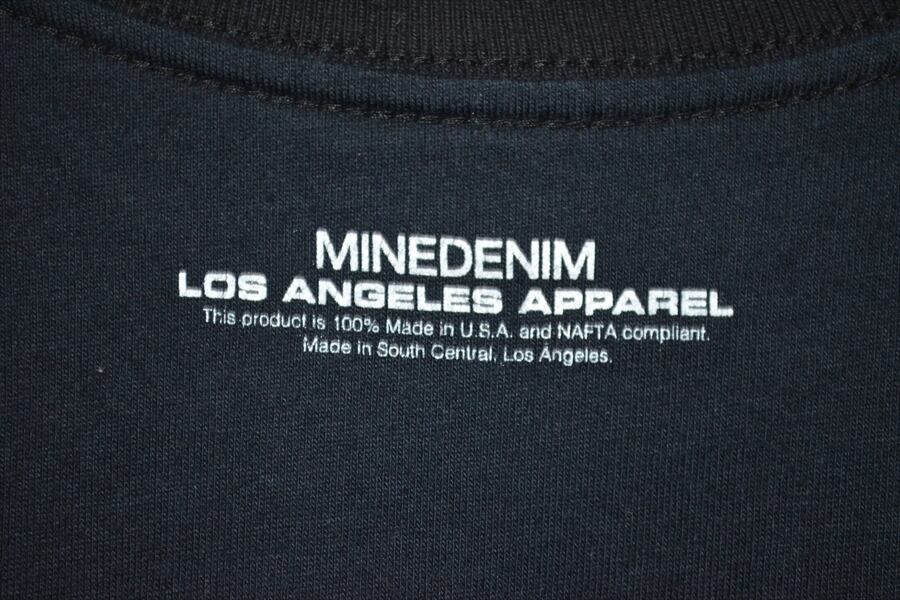 MINEDENIM
LOS ANGELES APPAREL
This product is 100% Made in U.S.A. and NAFTA compliant.
Made in South Central, Los Angeles.